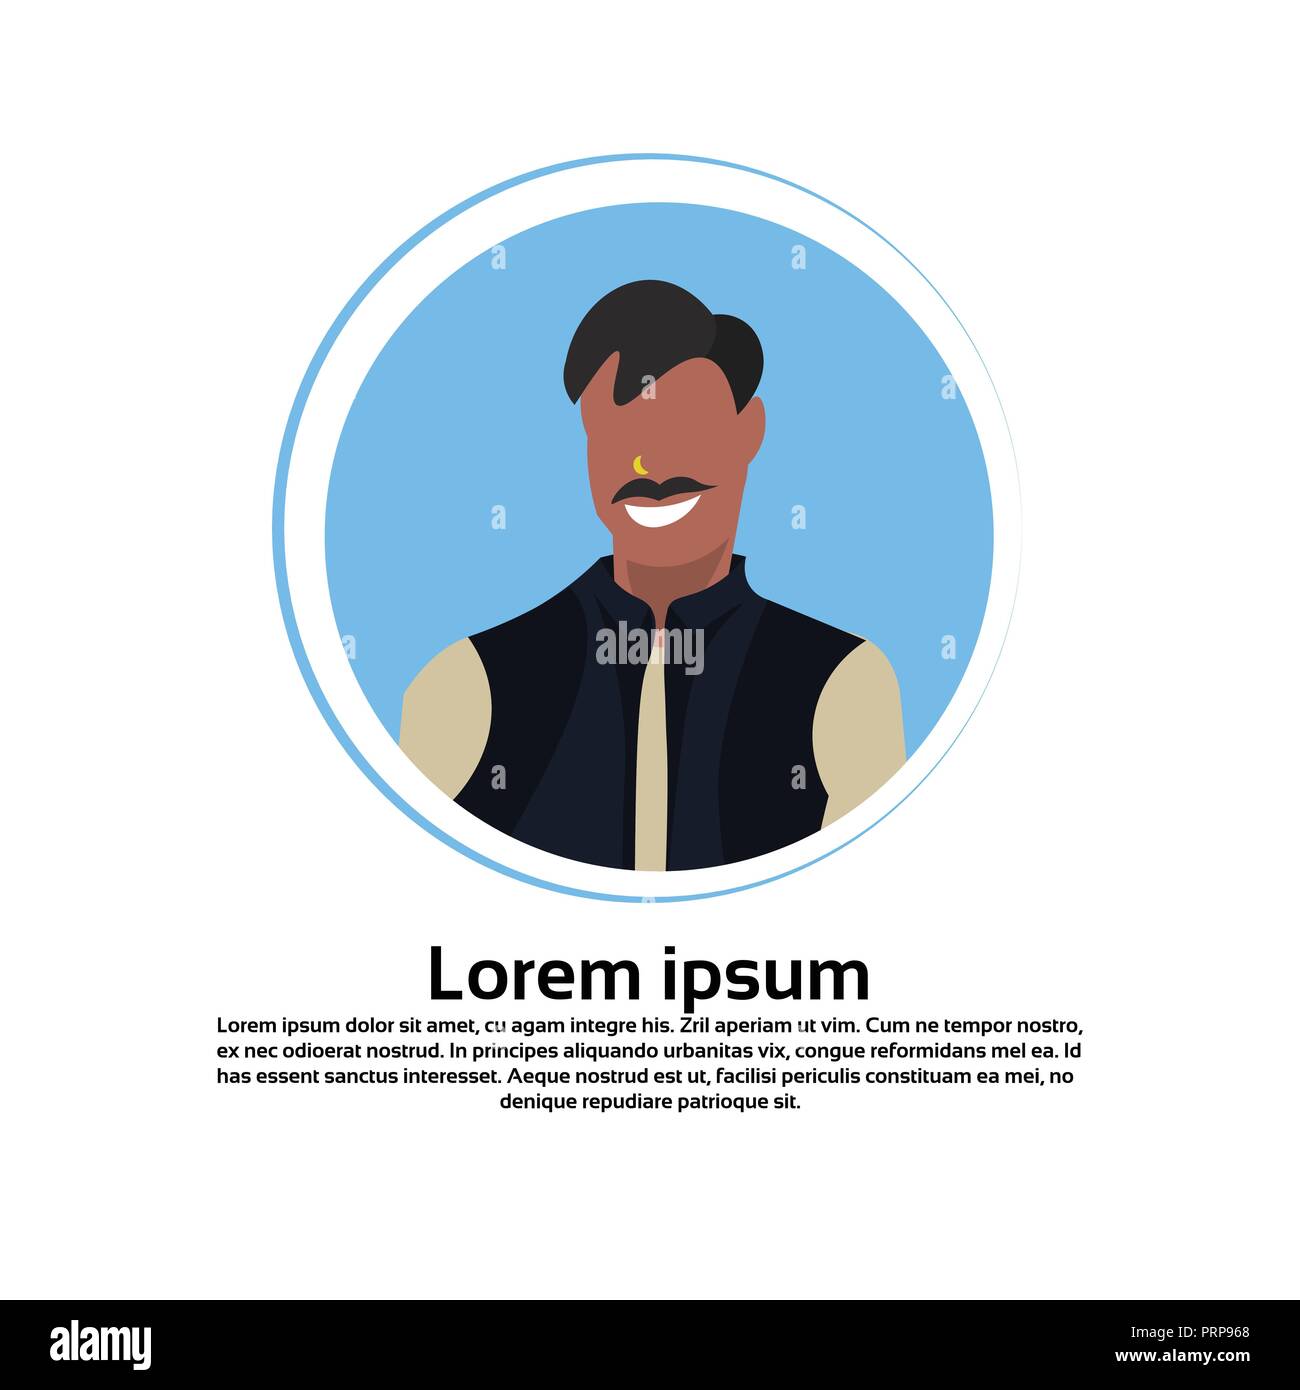 alamy
Lorem ipsum
Lorem ipsum dolor sit amet, cu agam integre his. Zril aperiam ut vim. Cum ne tempor nostro,
ex nec odioerat nostrud. In principes aliquando urbanitas vix, congue reformidans mel ea. Id
has essent sanctus interesset. Aeque nostrud est ut, facilisi periculis constituam ea mei, no
denique repudiare patrioque sit.
alamy
Image ID: PRP968
www.alamy.com